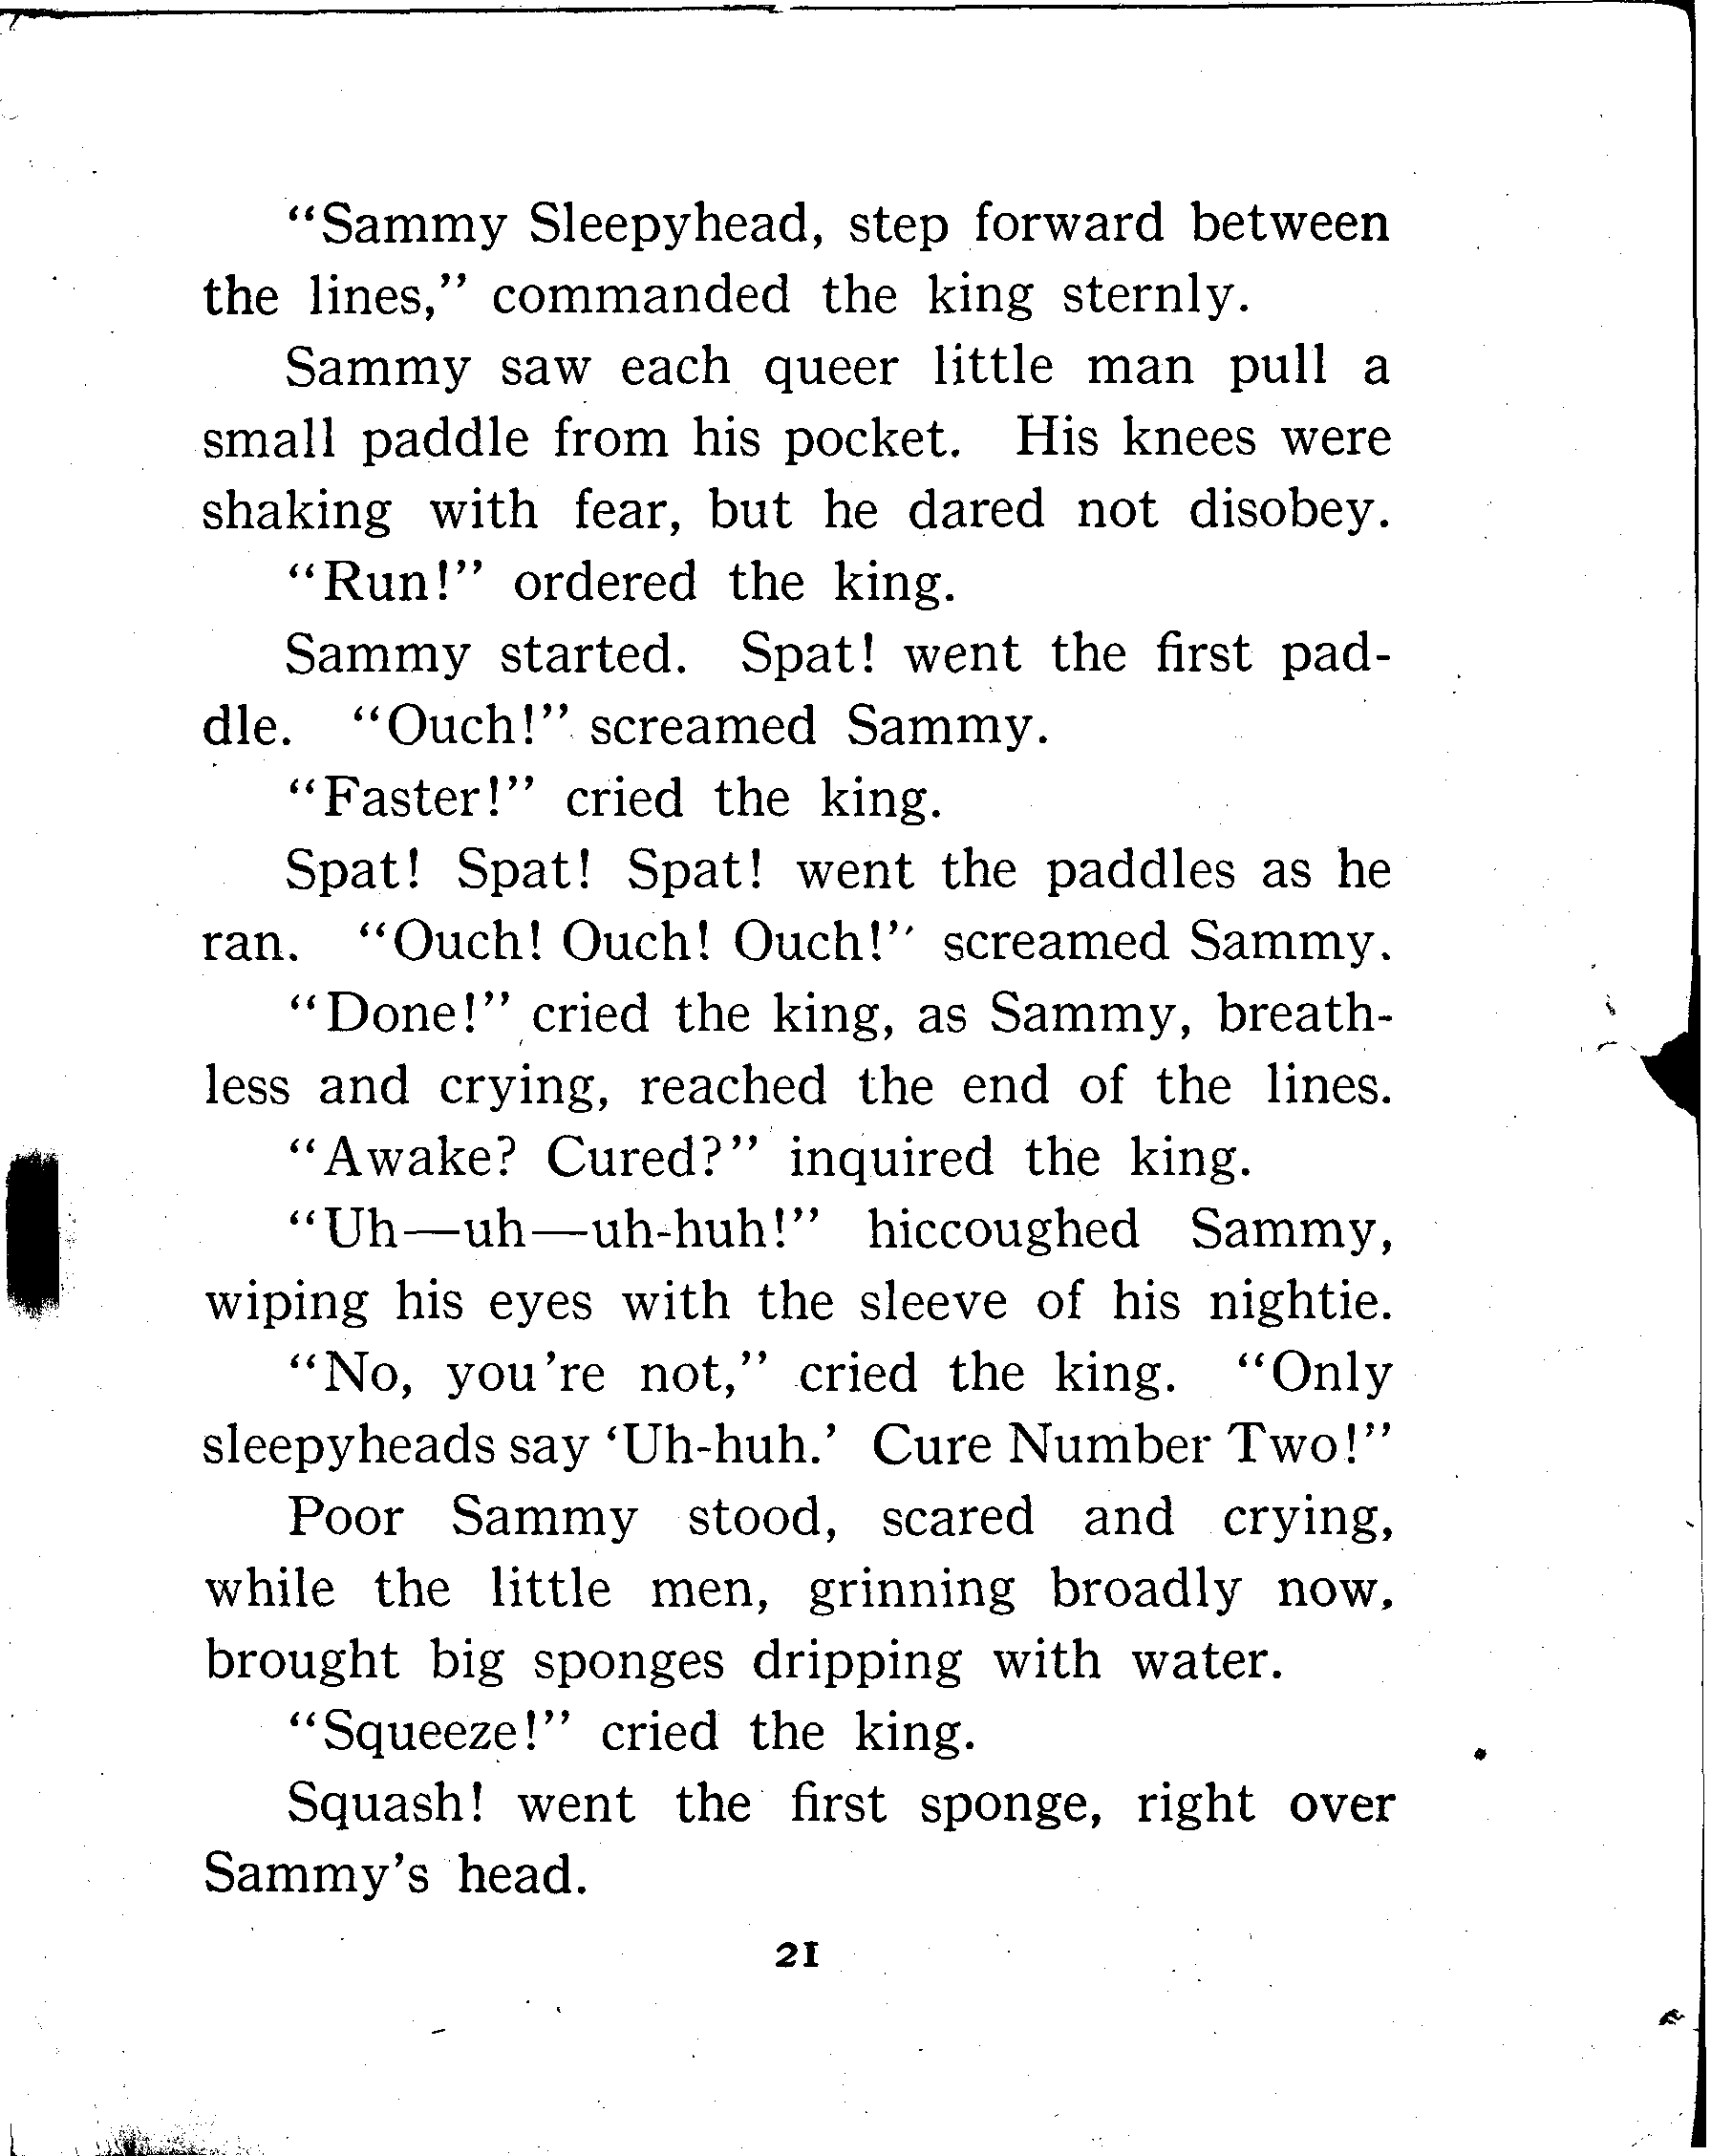 “Sammy Sleepyhead, step forward between
the lines,” commanded the king sternly.
Sammy saw each queer little man pull a
small paddle from his pocket. His knees were
shaking with fear, but he dared not disobey.
“Run!” ordered the king.
Sammy started. Spat! went the first pad-
dle. “Ouch!” screamed Sammy.
“Faster!” cried the king.
Spat! Spat! Spat! went the paddles as he
ran. “Ouch! Ouch! Ouch!” screamed Sammy.
“Done!” cried the king, as Sammy, breath-
less and crying, reached the end of the lines.
“Awake? Cured?” inquired the king.
“Uh—uh—uh-huh!” hiccoughed Sammy,
wiping his eyes with the sleeve of his nightie.
“No, you’re not,” cried the king. “Only
sleepyheads say ‘Uh-huh.’ Cure Number Two!”
Poor Sammy stood, scared and crying,
while the little men, grinning broadly now,
brought big sponges dripping with water.
“Squeeze!” cried the king.
Squash! went the first sponge, right over
Sammy’s head.
21